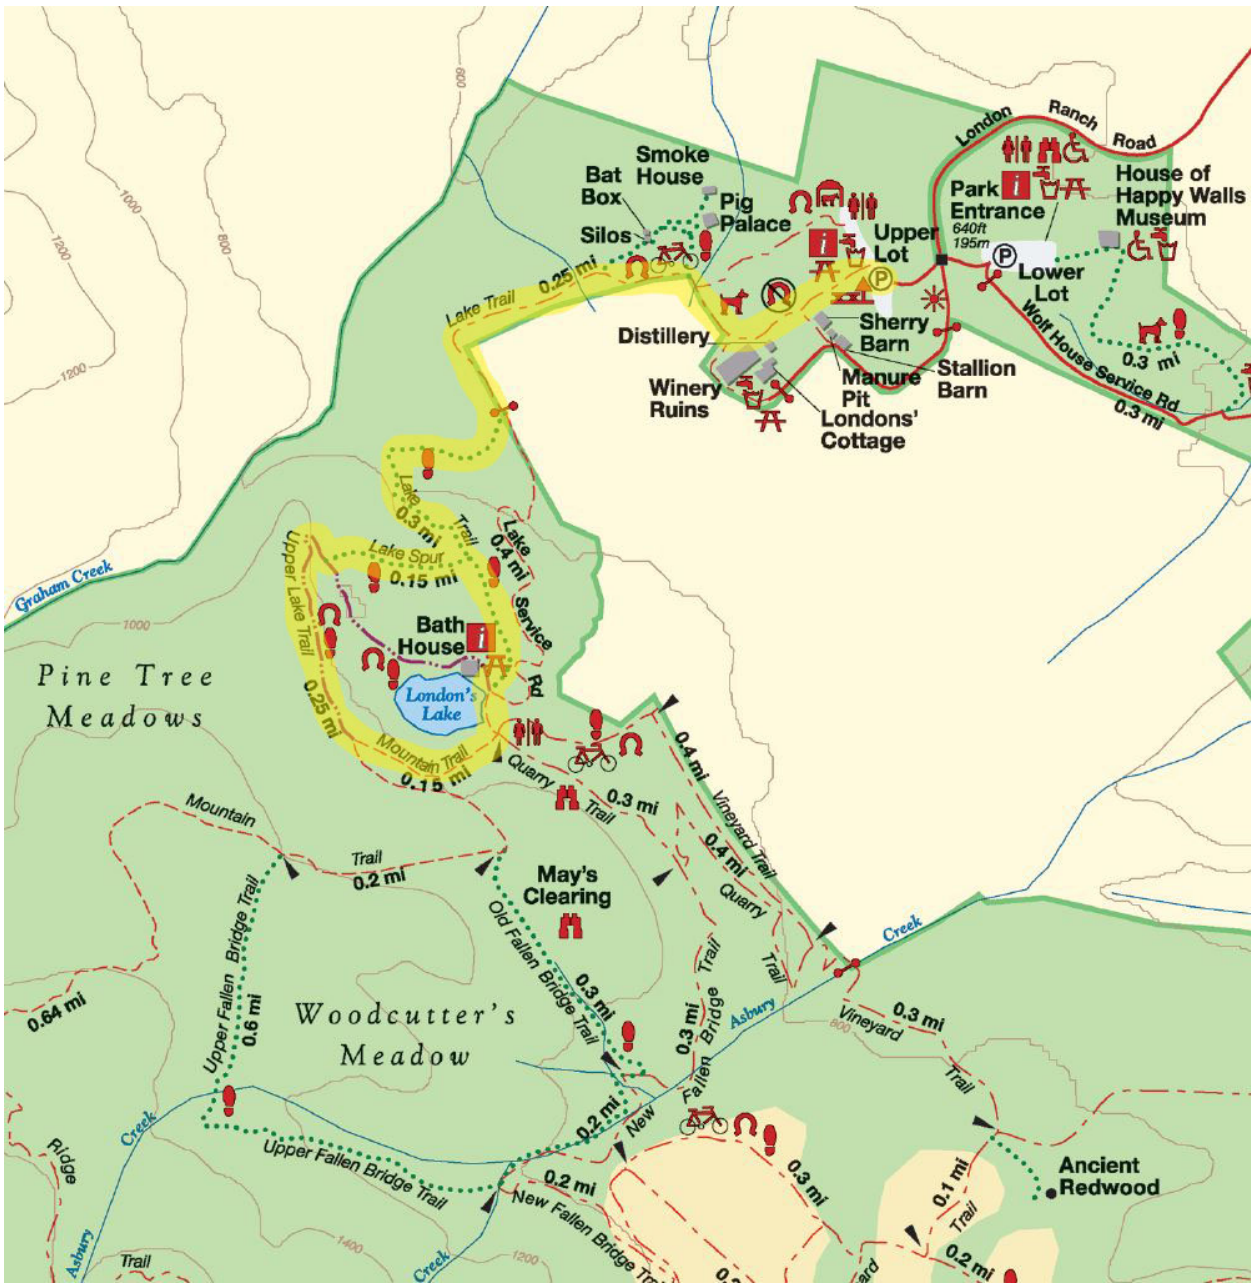 600
1000
1200
800
1200
London
Ranch
Road
Smoke
House
Bat
Box
Pig
Palace
Silos
i
i
Upper
Lot
P
Park
Entrance
640ft
195m
P
Lower
Lot
House of
Happy Walls
Museum
0.25 mi
Lake Trail
Distillery
Sherry
Barn
Winery
Ruins
Manure
Pit
Stallion
Barn
Londons'
Cottage
Wolf House Service Rd
0.3 mi
0.3 mi
Lake
Trail
0.3 mi
Lake
0.4 mi
Service
Rd
Lake Spur
0.15 mi
Upper Lake Trail
0.25 mi
Graham Creek
1000
Bath
House
i
London's
Lake
Pine Tree
Meadows
Mountain Trail
0.15 mi
Quarry
Trail
0.3 mi
0.4 mi
Vineyard Trail
0.4 mi
Quarry
Trail
Mountain
Trail
0.2 mi
May's
Clearing
Upper Fallen Bridge Trail
0.6 mi
Old Fallen Bridge Trail
0.3 mi
0.64 mi
Woodcutter's
Meadow
New
Fallen
Bridge
Trail
0.3 mi
Asbury
Creek
800
0.3 mi
Vineyard
Trail
Creek
Asbury
Ridge
Trail
Upper Fallen Bridge Trail
0.2 mi
0.2 mi
New Fallen Bridge Trail
1400
1200
Creek
0.3 mi
0.1 mi
Trail
Ancient
Redwood
0.2 mi